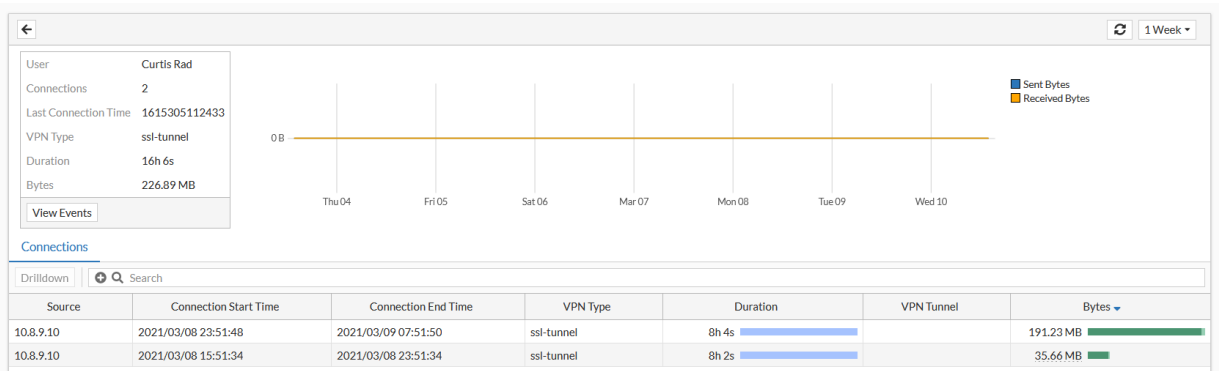 1 Week
User Curtis Rad
Connections 2
Last Connection Time 1615305112433
VPN Type ssl-tunnel
Duration 16h 6s
Bytes 226.89 MB
View Events
0 B
Thu 04 Fri 05 Sat 06 Mar 07 Mon 08 Tue 09 Wed 10
Sent Bytes
Received Bytes
Connections
Drilldown Search
Source Connection Start Time Connection End Time VPN Type Duration VPN Tunnel Bytes
10.8.9.10 2021/03/08 23:51:48 2021/03/09 07:51:50 ssl-tunnel 8h 4s 191.23 MB
10.8.9.10 2021/03/08 15:51:34 2021/03/08 23:51:34 ssl-tunnel 8h 2s 35.66 MB